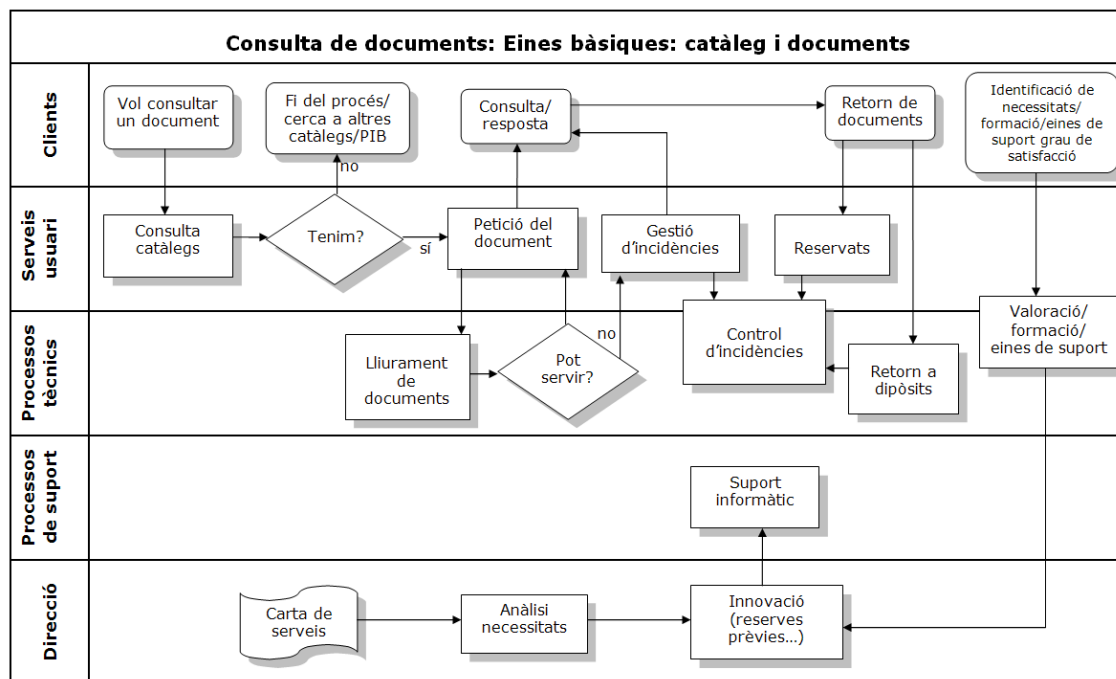 Consulta de documents: Eines bàsiques: catàleg i documents
Clients
Vol consultar
un document
Fi del procés/
cerca a altres
catàlegs/PIB
Consulta/
resposta
Retorn de
documents
Identificació de
necessitats/
formació/eines de
suport grau de
satisfacció
no
Serveis
usuari
Consulta
catàlegs
Tenim?
sí
Petició del
document
Gestió
d'incidències
Reservats
Processos
tècnics
Lliurament
de
documents
Pot
servir?
no
Control
d'incidències
Retorn a
dipòsits
Valoració/
formació/
eines de suport
Processos
de suport
Suport
informàtic
Direcció
Carta de
serveis
Anàlisi
necessitats
Innovació
(reserves
prèvies...)